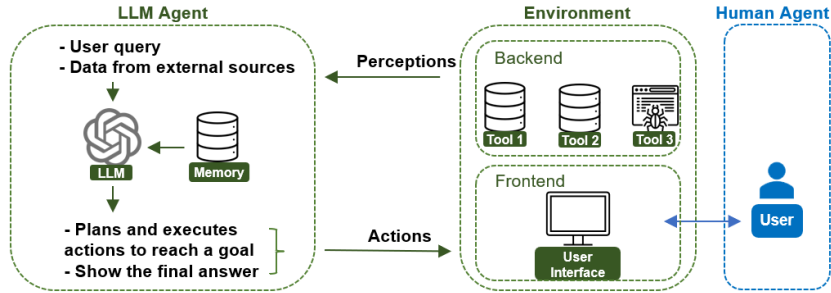 LLM Agent
- User query
- Data from external sources
LLM
Memory
- Plans and executes
actions to reach a goal
- Show the final answer
Perceptions
Actions
Environment
Backend
Tool 1
Tool 2
Tool 3
Frontend
User
Interface
Human Agent
User